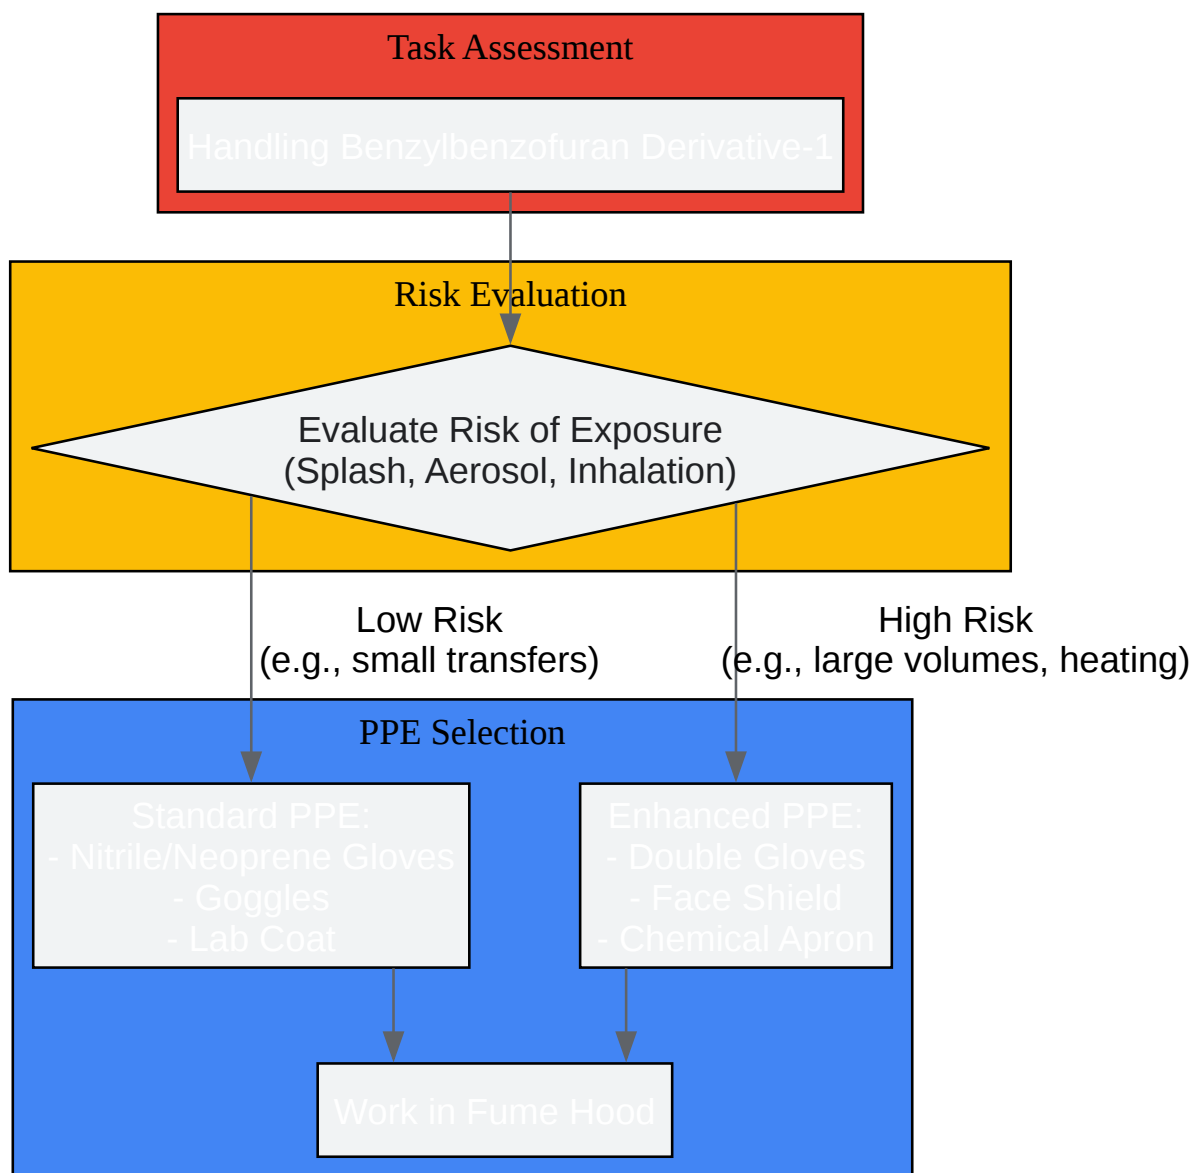 Task Assessment
Handling Benzylbenzofuran Derivative-1
Risk Evaluation
Evaluate Risk of Exposure
(Splash, Aerosol, Inhalation)
Low Risk
(e.g., small transfers)
High Risk
(e.g., large volumes, heating)
PPE Selection
Standard PPE:
- Nitrile/Neoprene Gloves
- Goggles
- Lab Coat
Enhanced PPE:
- Double Gloves
- Face Shield
- Chemical Apron
Work in Fume Hood